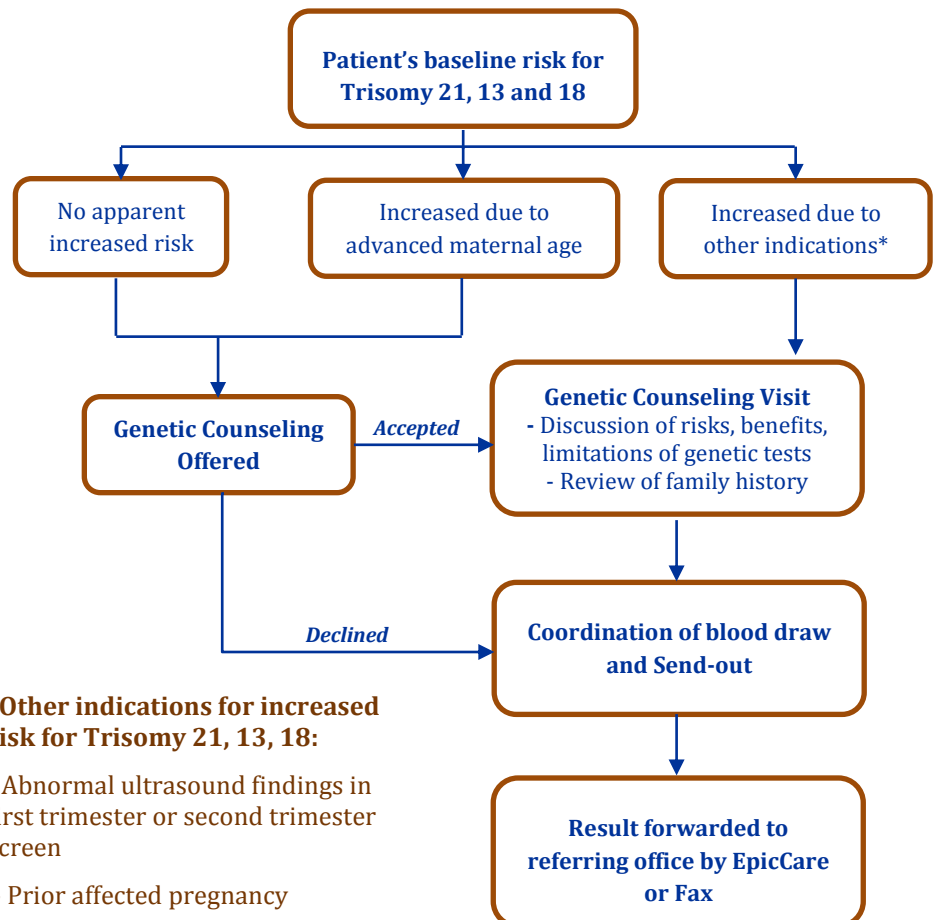 Patient's baseline risk for
Trisomy 21, 13 and 18
No apparent
increased risk
Increased due to
advanced maternal age
Increased due to
other indications*
Genetic Counseling
Offered
Accepted
Genetic Counseling Visit
- Discussion of risks, benefits,
limitations of genetic tests
- Review of family history
Declined
Coordination of blood draw
and Send-out
Other indications for increased
isk for Trisomy 21, 13, 18:
Abnormal ultrasound findings in
rst trimester or second trimester
creen
Prior affected pregnancy
Result forwarded to
referring office by EpicCare
or Fax